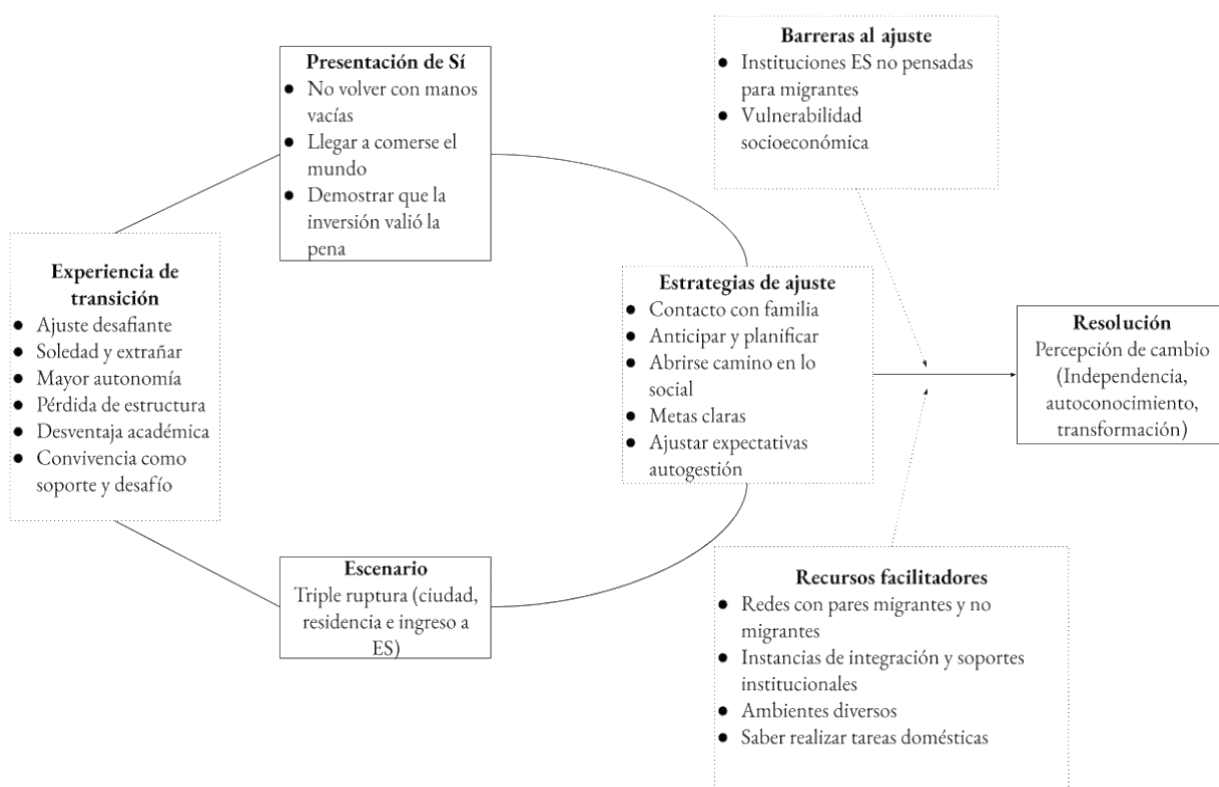 Presentación de Sí
● No volver con manos
vacías
● Llegar a comerse el
mundo
● Demostrar que la
inversión valió la
pena
Barreras al ajuste
● Instituciones ES no pensadas
para migrantes
● Vulnerabilidad
socioeconómica
Experiencia de
transición
● Ajuste desafiante
● Soledad y extrañar
● Mayor autonomía
● Pérdida de estructura
● Desventaja académica
● Convivencia como
soporte y desafío
Estrategias de ajuste
● Contacto con familia
● Anticipar y planificar
● Abrirse camino en lo
social
● Metas claras
● Ajustar expectativas
autogestión
Resolución
Percepción de cambio
(Independencia,
autoconocimiento,
transformación)
Escenario
Triple ruptura (ciudad,
residencia e ingreso a
ES)
Recursos facilitadores
● Redes con pares migrantes y no
migrantes
● Instancias de integración y soportes
institucionales
● Ambientes diversos
● Saber realizar tareas domésticas